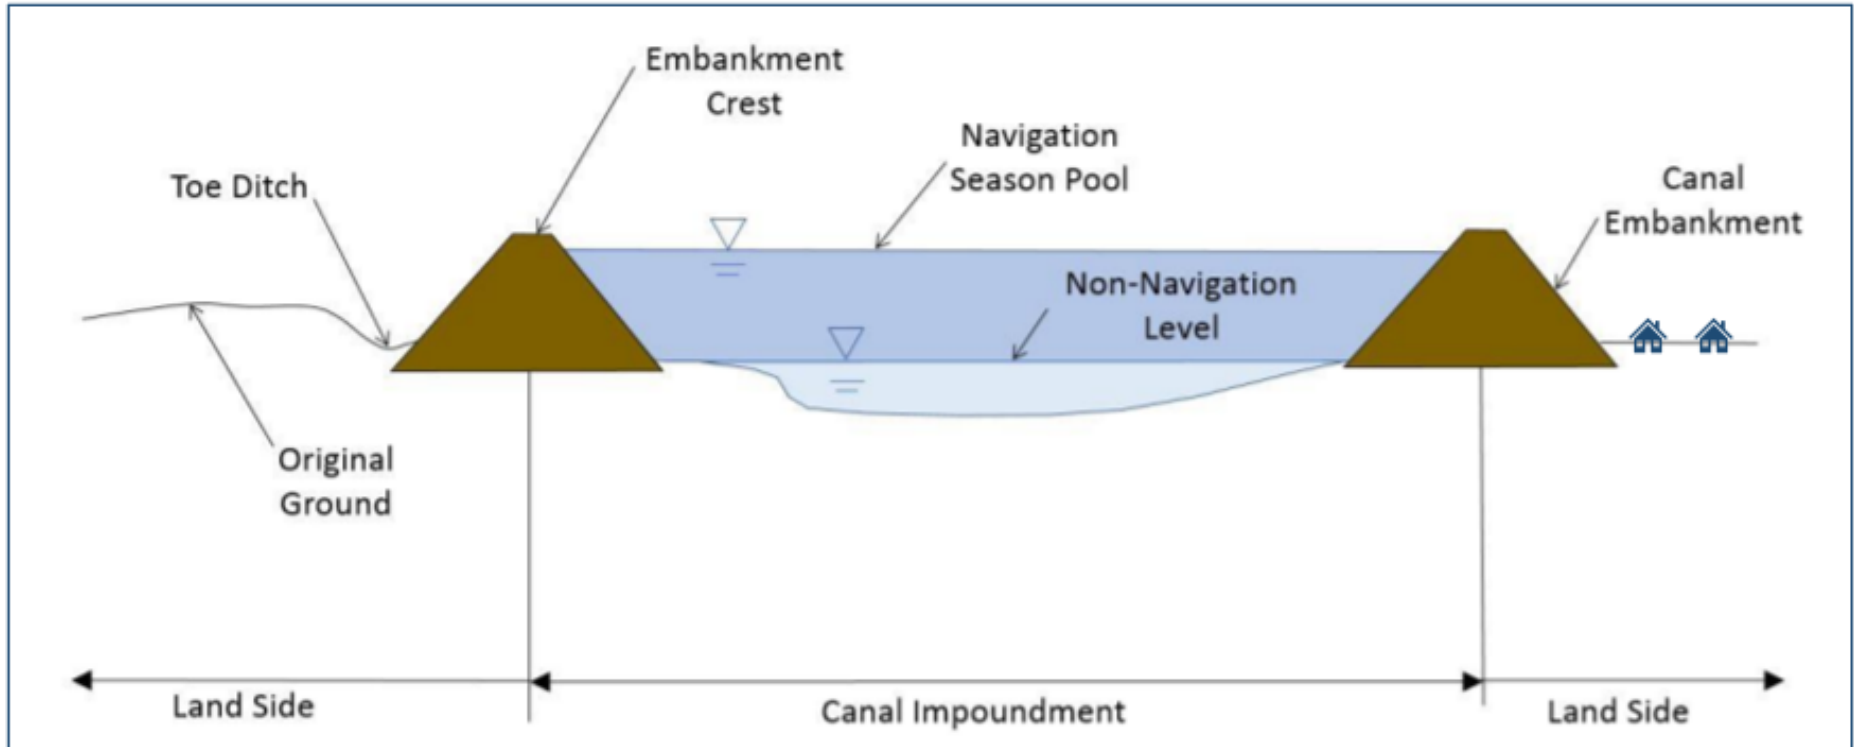 Embankment
Crest
Navigation
Season Pool
Toe Ditch
Canal
Embankment
Non-Navigation
Level
Original
Ground
Land Side
Canal Impoundment
Land Side